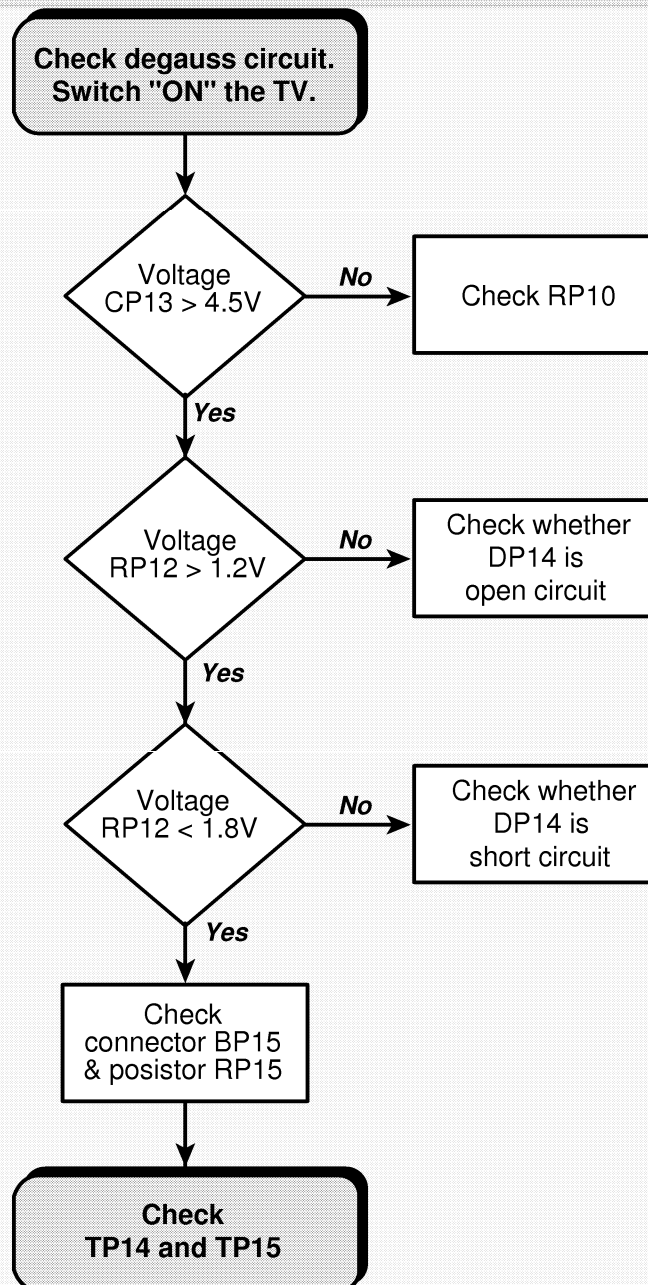 Check degauss circuit.
Switch "ON" the TV.
Voltage
CP13 > 4.5V
No
Check RP10
Yes
Voltage
RP12 > 1.2V
No
Check whether
DP14 is
open circuit
Yes
Voltage
RP12 < 1.8V
No
Check whether
DP14 is
short circuit
Yes
Check
connector BP15
& posistor RP15
Check
TP14 and TP15